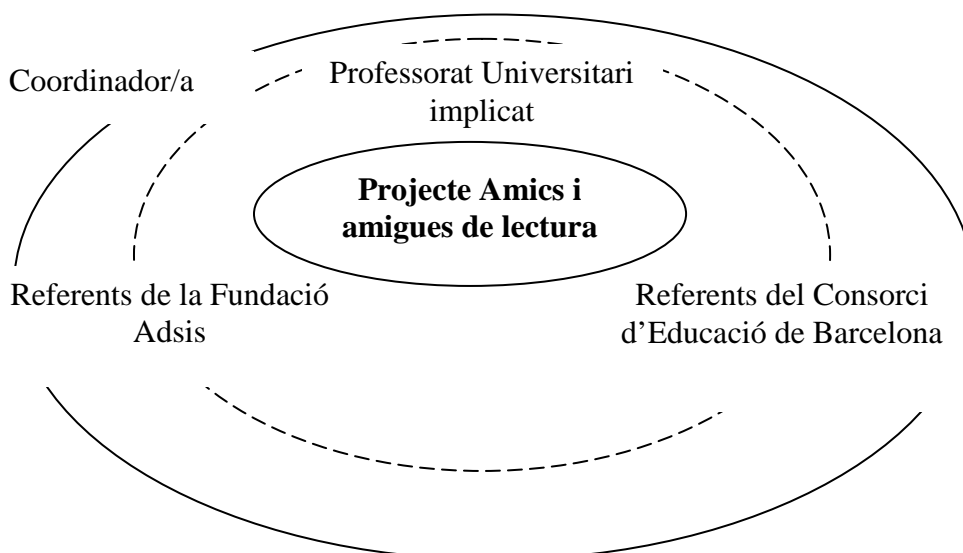 Coordinador/a
Professorat Universitari
implicat
Projecte Amics i
amigues de lectura
Referents de la Fundació
Adsis
Referents del Consorci
d’Educació de Barcelona